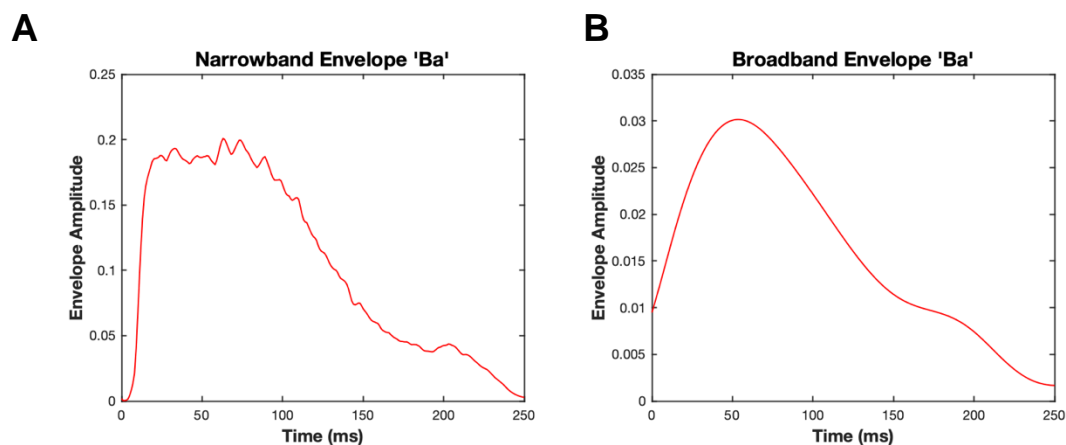 A
Narrowband Envelope 'Ba'
0.25
0.2
0.15
0.1
0.05
0
Envelope Amplitude
0 50 100 150 200 250
Time (ms)
B
Broadband Envelope 'Ba'
0.035
0.03
0.025
0.02
0.015
0.01
0.005
0
Envelope Amplitude
0 50 100 150 200 250
Time (ms)